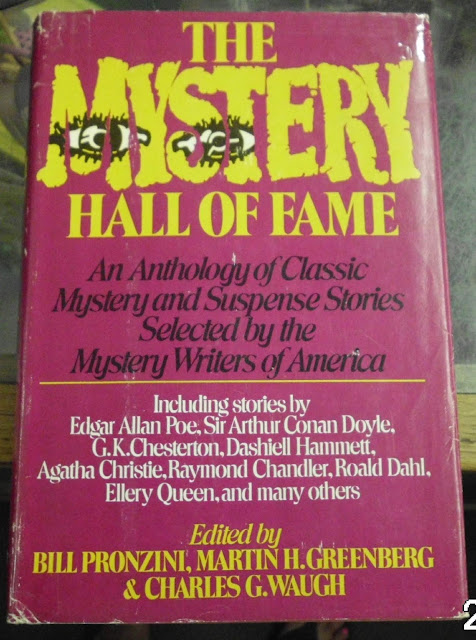 THE
MYSTERY
HALL OF FAME
An Anthology of Classic
Mystery and Suspense Stories
Selected by the
Mystery Writers of America
Including stories by
Edgar Allan Poe, Sir Arthur Conan Doyle,
G.K. Chesterton, Dashiell Hammett,
Agatha Christie, Raymond Chandler, Roald Dahl,
Ellery Queen, and many others
Edited by
BILL PRONZINI, MARTIN H. GREENBERG
& CHARLES G. WAUGH
2